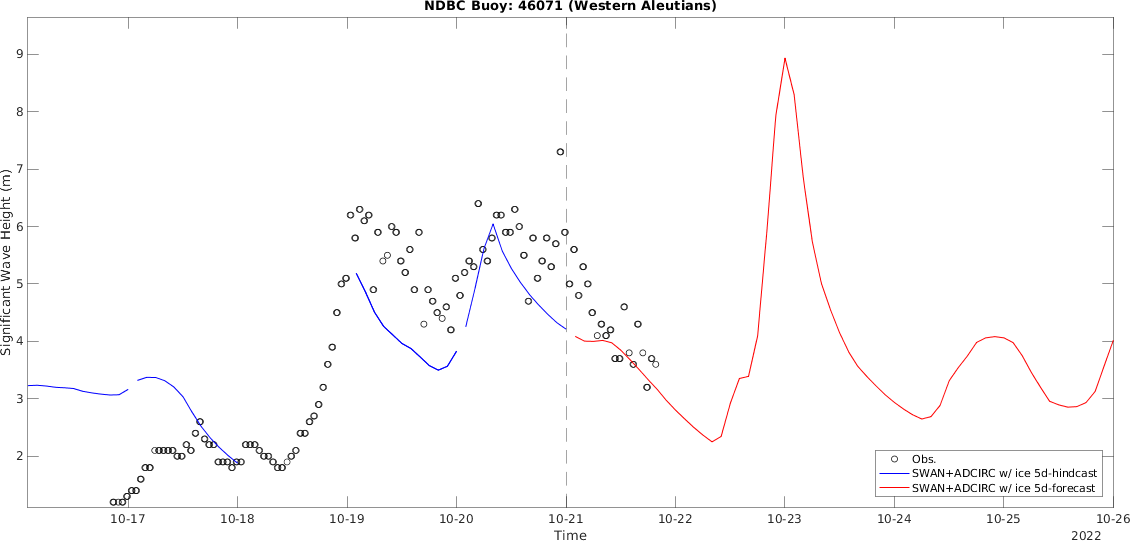 NDBC Buoy: 46071 (Western Aleutians)
Significant Wave Height (m)
9
8
7
6
5
4
3
2
10-17 10-18 10-19 10-20 10-21 10-22 10-23 10-24 10-25 10-26
Time
2022
Obs.
SWAN+ADCIRC w/ ice 5d-hindcast
SWAN+ADCIRC w/ ice 5d-forecast